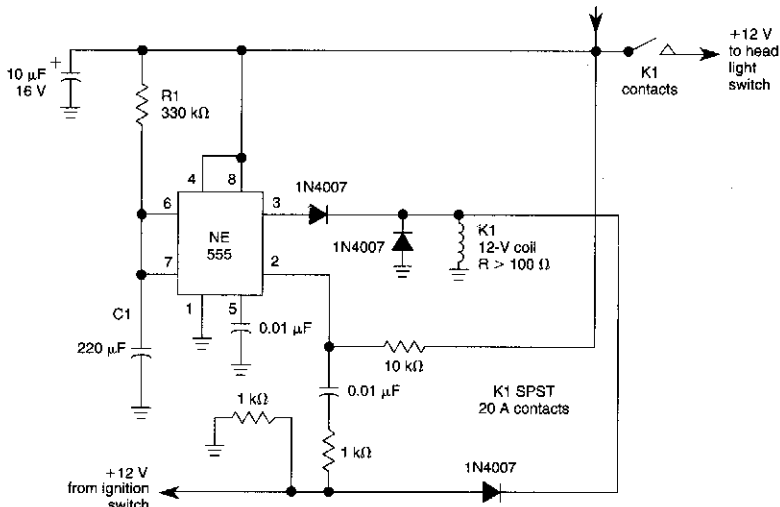 +12 V
to head
light
switch
K1
contacts
+
10 µF
16 V
R1
330 kΩ
4
8
1N4007
6
3
NE
555
7
2
1N4007
K1
12-V coil
R > 100 Ω
C1
1
5
0.01 µF
220 µF
10 kΩ
0.01 µF
1 kΩ
K1 SPST
20 A contacts
1 kΩ
1N4007
+12 V
from ignition
switch